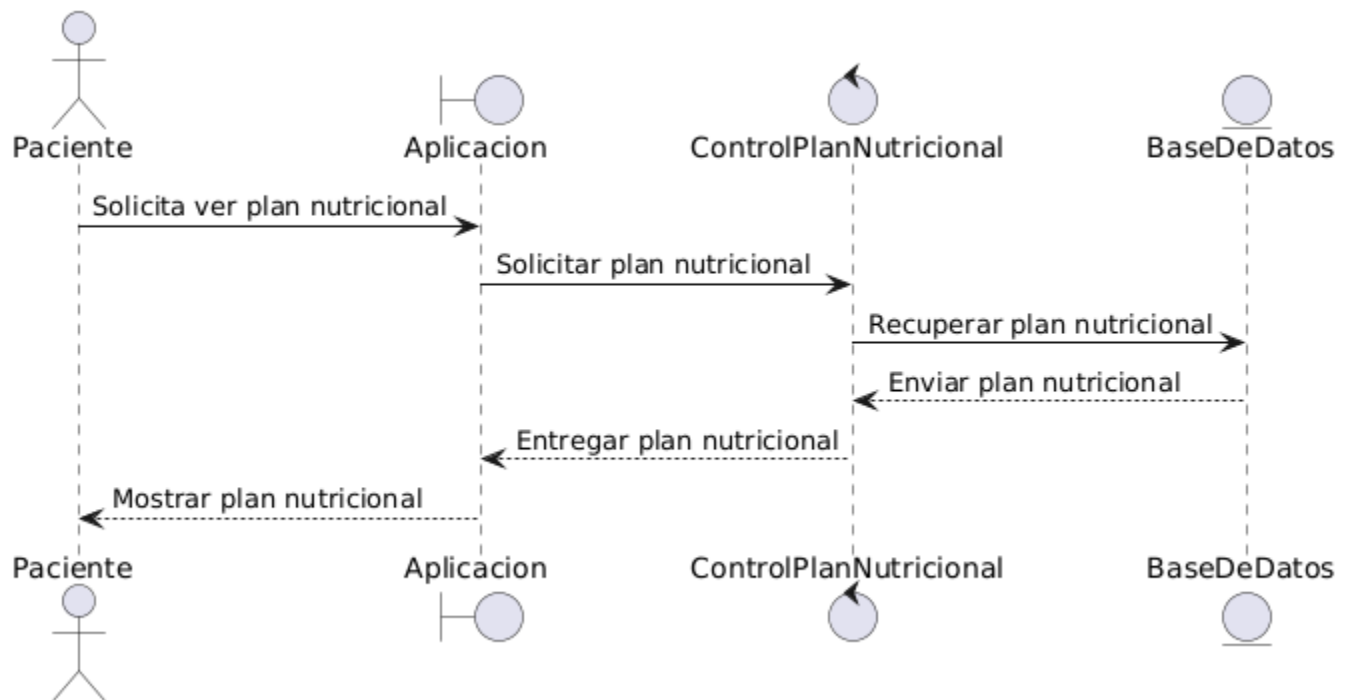 Paciente
Aplicacion
ControlPlanNutricional
BaseDeDatos
Solicita ver plan nutricional
Solicitar plan nutricional
Recuperar plan nutricional
Enviar plan nutricional
Entregar plan nutricional
Mostrar plan nutricional
Paciente
Aplicacion
ControlPlanNutricional
BaseDeDatos